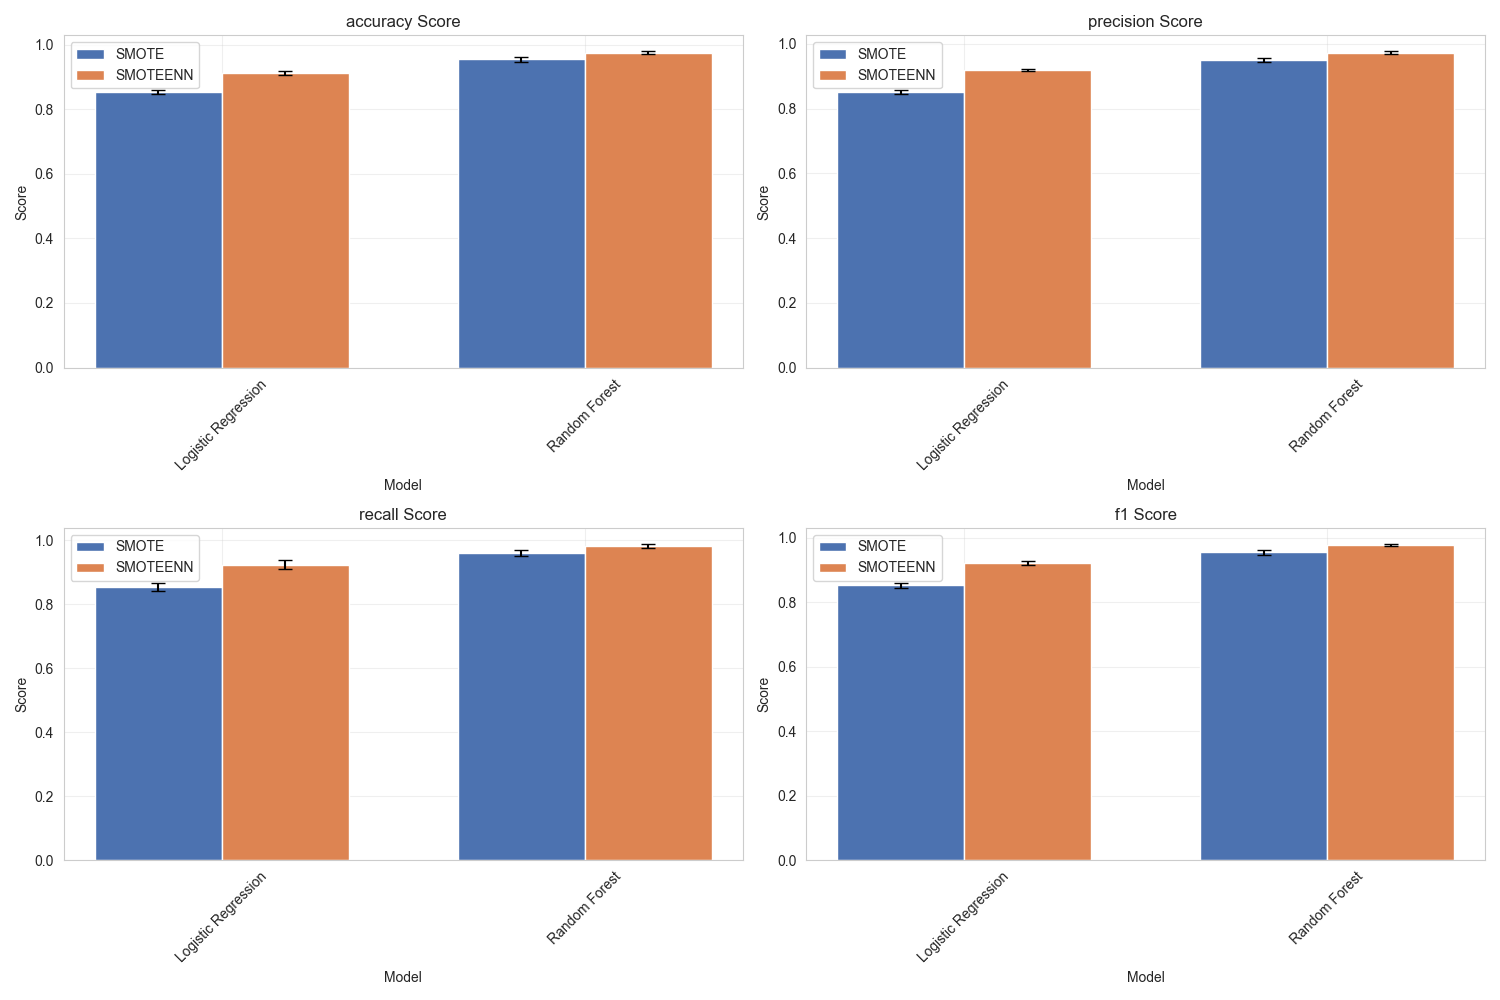 accuracy Score
SMOTE
SMOTEENN
1.0
0.8
0.6
0.4
0.2
0.0
Score
Logistic Regression
Random Forest
Model
precision Score
SMOTE
SMOTEENN
1.0
0.8
0.6
0.4
0.2
0.0
Score
Logistic Regression
Random Forest
Model
recall Score
SMOTE
SMOTEENN
1.0
0.8
0.6
0.4
0.2
0.0
Score
Logistic Regression
Random Forest
Model
f1 Score
SMOTE
SMOTEENN
1.0
0.8
0.6
0.4
0.2
0.0
Score
Logistic Regression
Random Forest
Model